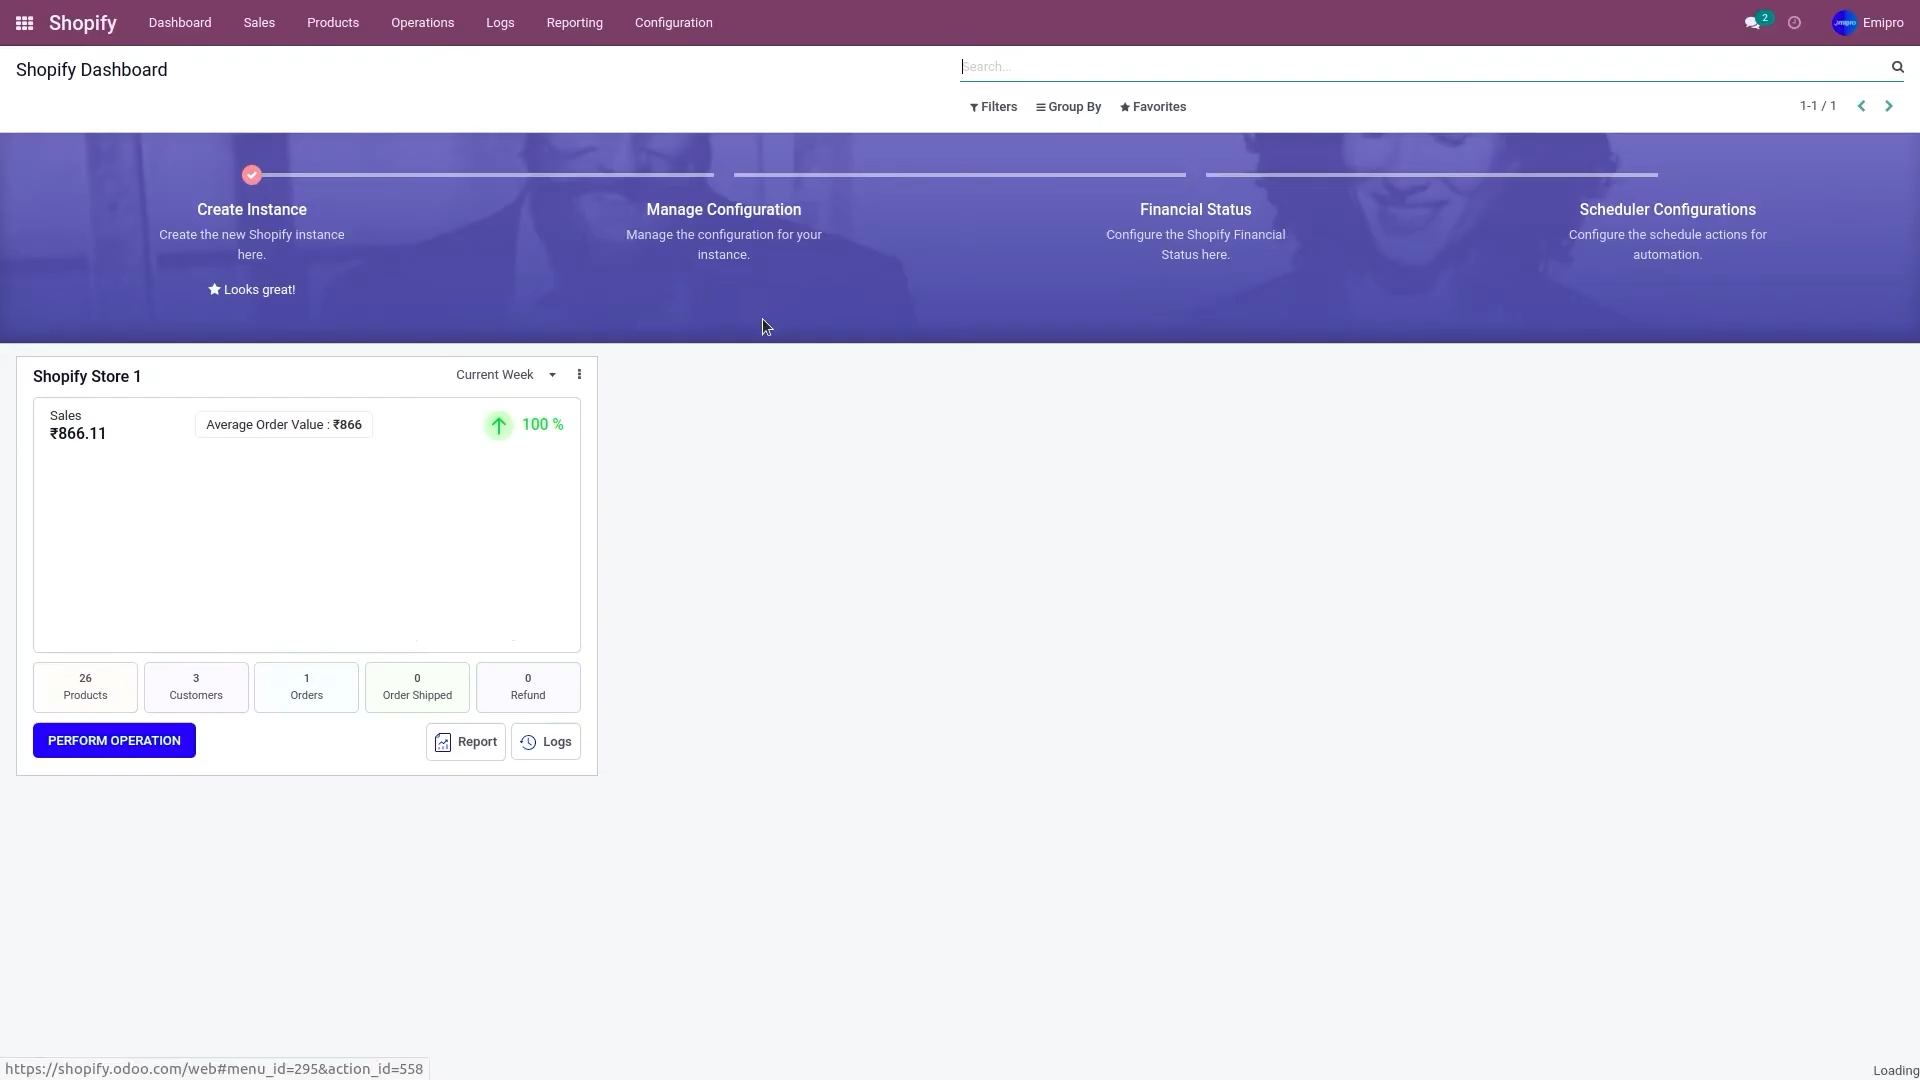 Shopify Dashboard Sales Products Operations Logs Reporting Configuration 2 Emipro
Shopify Dashboard
Search...
Filters Group By Favorites 1-1 / 1
Create Instance
Create the new Shopify instance
here.
Looks great!
Manage Configuration
Manage the configuration for your
instance.
Financial Status
Configure the Shopify Financial
Status here.
Scheduler Configurations
Configure the schedule actions for
automation.
Shopify Store 1 Current Week
Sales
₹866.11
Average Order Value : ₹866
100 %
26
Products
3
Customers
1
Orders
0
Order Shipped
0
Refund
PERFORM OPERATION Report Logs
https://shopify.odoo.com/web#menu_id=295&action_id=558
Loading